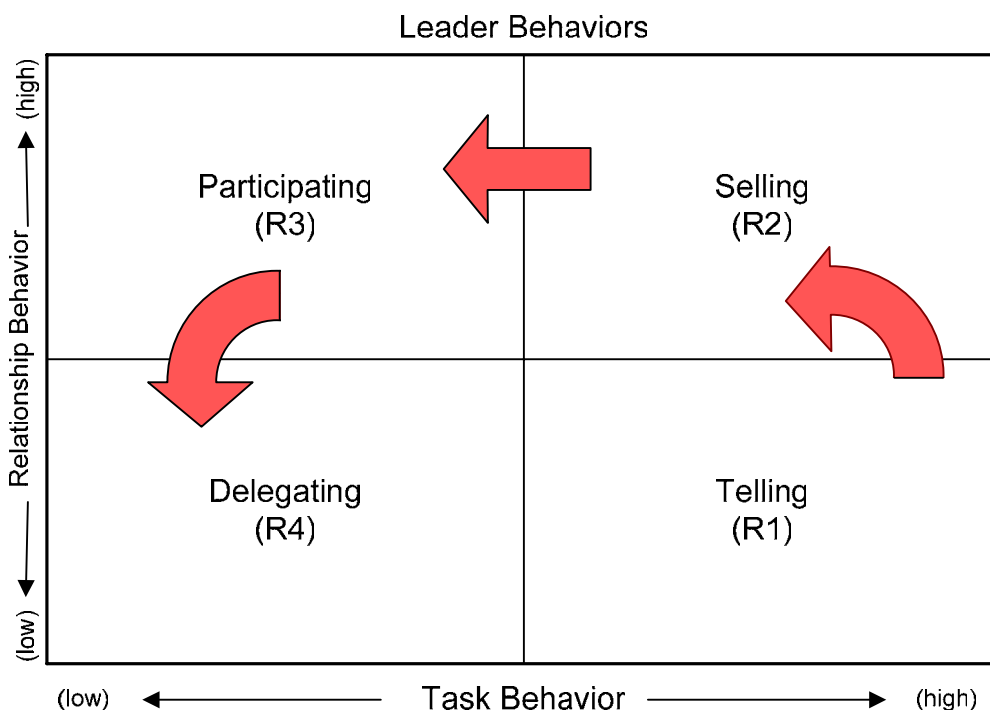 Leader Behaviors
(high)
Relationship Behavior
(low)
Participating
(R3)
Selling
(R2)
Delegating
(R4)
Telling
(R1)
(low)
Task Behavior
(high)